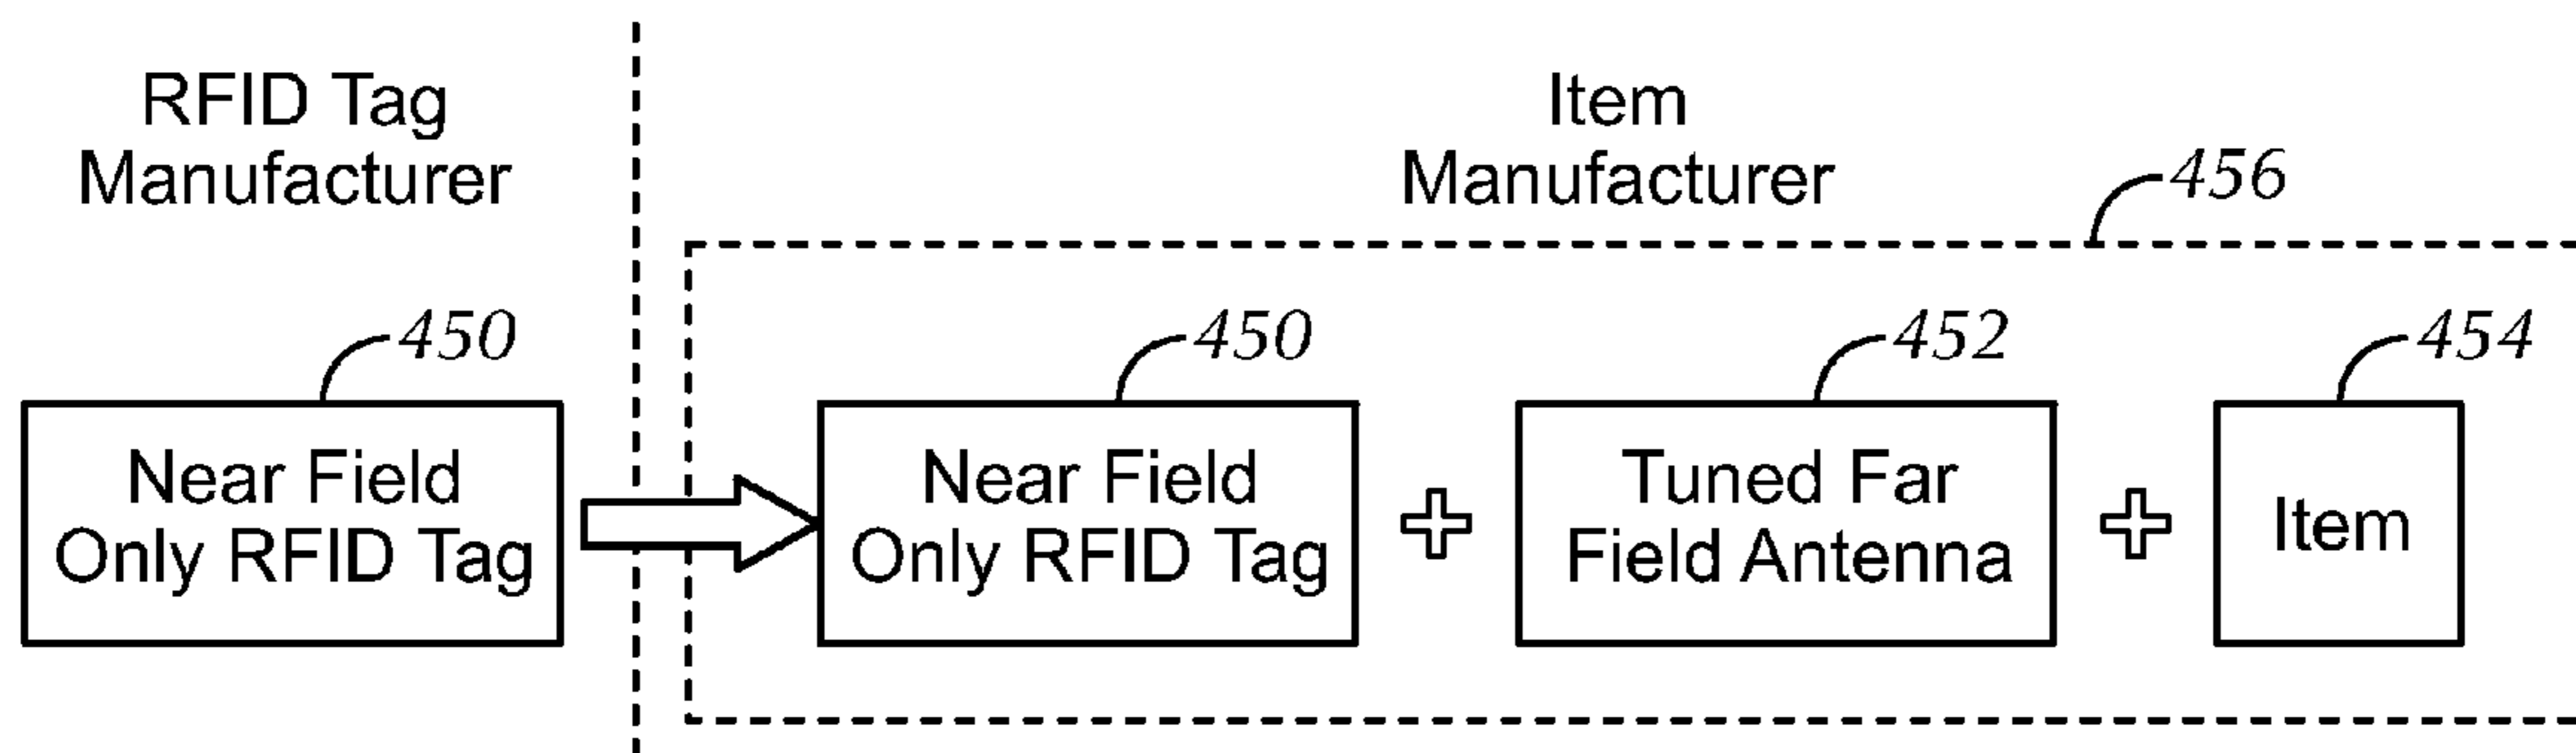 RFID Tag
Manufacturer
Item
Manufacturer
456
450
450
452
454
Near Field
Only RFID Tag
Near Field
Only RFID Tag
Tuned Far
Field Antenna
Item